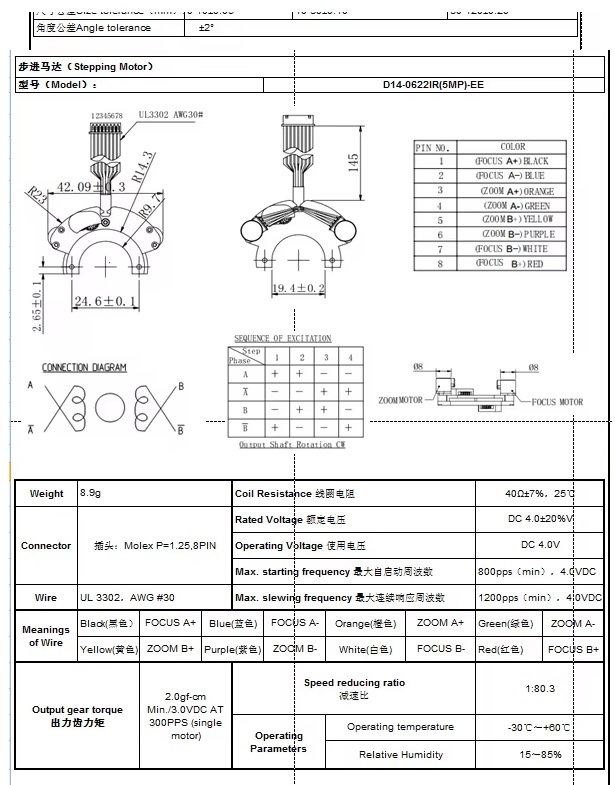 角度公差Angle tolerance ±2°
步进马达（Stepping Motor）
型号（Model）: D14-0622IR(5MP)-EE
12345678 UL3302 AWG30#
R14.3
145
42.09±0.3
R23
R9.7
24.6±0.1
2.65±0.1
19.4±0.2
PIN NO. COLOR
1 (FOCUS A+) BLACK
2 (FOCUS A-) BLUE
3 (ZOOM A+) ORANGE
4 (ZOOM A-) GREEN
5 (ZOOM B+) YELLOW
6 (ZOOM B-) PURPLE
7 (FOCUS B-) WHITE
8 (FOCUS B+) RED
CONNECTION DIAGRAM
A B
A̅ B̅
SEQUENCE OF EXCITATION
Step
Phase 1 2 3 4
A + + - -
A̅ - - + +
B - + + -
B̅ + - - +
Output Shaft Rotation CW
Ø8 Ø8
ZOOM MOTOR FOCUS MOTOR
Weight 8.9g Coil Resistance 线圈电阻 40Ω±7%，25℃
Rated Voltage 额定电压 DC 4.0±20%V
Connector 插头：Molex P=1.25,8PIN Operating Voltage 使用电压 DC 4.0V
Max. starting frequency 最大自启动周波数 800pps（min），4.0VDC
Wire UL 3302，AWG #30 Max. slewing frequency 最大连续响应周波数 1200pps（min），4.0VDC
Meanings of Wire Black(黑色） FOCUS A+ Blue(蓝色) FOCUS A- Orange(橙色) ZOOM A+ Green(绿色) ZOOM A-
Yellow(黄色) ZOOM B+ Purple(紫色) ZOOM B- White(白色) FOCUS B- Red(红色) FOCUS B+
Output gear torque
出力齿力矩
2.0gf-cm
Min./3.0VDC AT
300PPS (single
motor)
Speed reducing ratio
减速比
1:80.3
Operating
Parameters
Operating temperature -30℃～+60℃
Relative Humidity 15～85%